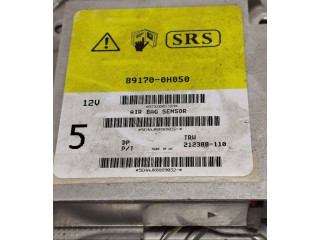 SRS
89170-0H050
12V
AIR BAG SENSOR
5
3P
TRW
P/T
212388-110